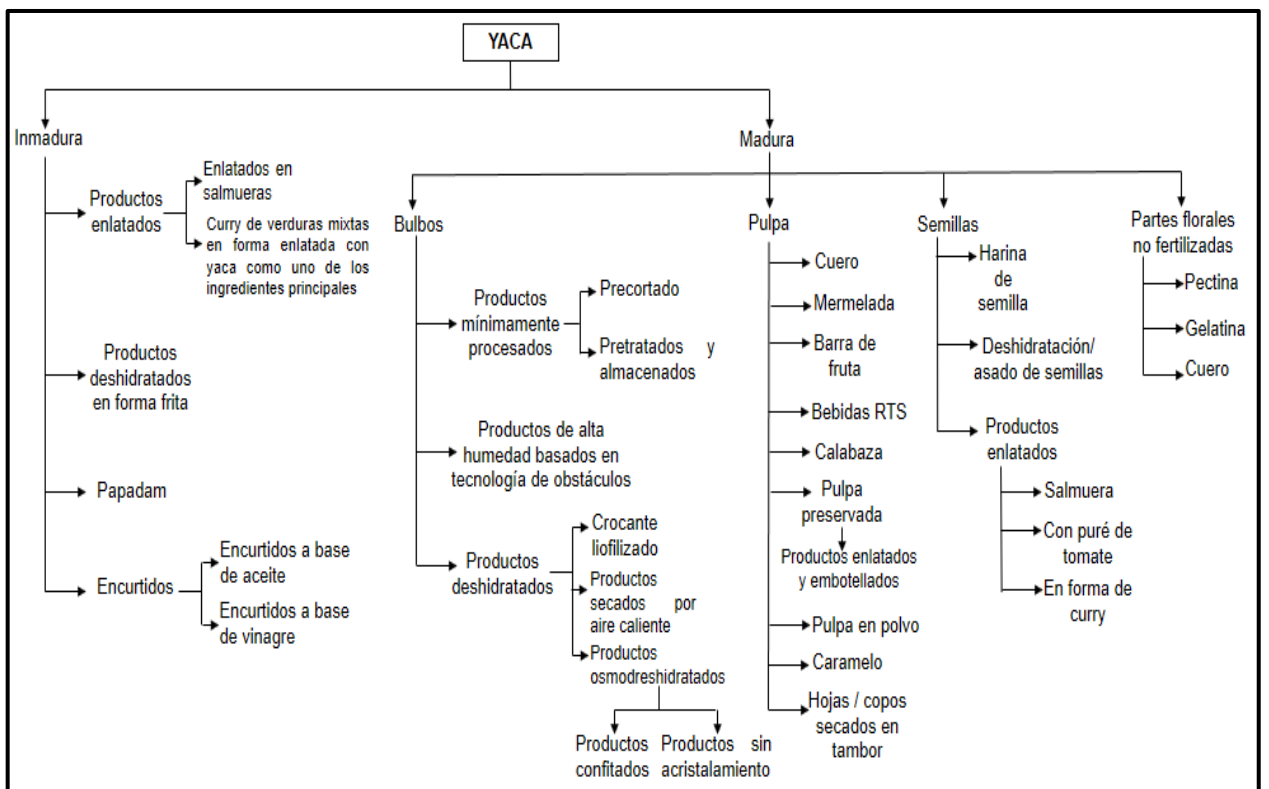 YACA
Inmadura
Productos
enlatados
Enlatados en
salmueras
Curry de verduras mixtas
en forma enlatada con
yaca como uno de los
ingredientes principales
Productos
deshidratados
en forma frita
Papadam
Encurtidos
Encurtidos a base
de aceite
Encurtidos a base
de vinagre
Madura
Bulbos
Productos
mínimamente
procesados
Precortado
Pretratados y
almacenados
Productos de alta
humedad basados en
tecnología de obstáculos
Productos
deshidratados
Crocante
liofilizado
Productos
secados por
aire caliente
Productos
osmodreshidratados
Productos
confitados
Productos sin
acristalamiento
Pulpa
Cuero
Mermelada
Barra de
fruta
Bebidas RTS
Calabaza
Pulpa
preservada
Productos enlatados
y embotellados
Pulpa en polvo
Caramelo
Hojas / copos
secados en
tambor
Semillas
Harina
de
semilla
Deshidratación/
asado de semillas
Productos
enlatados
Salmuera
Con puré de
tomate
En forma de
curry
Partes florales
no fertilizadas
Pectina
Gelatina
Cuero